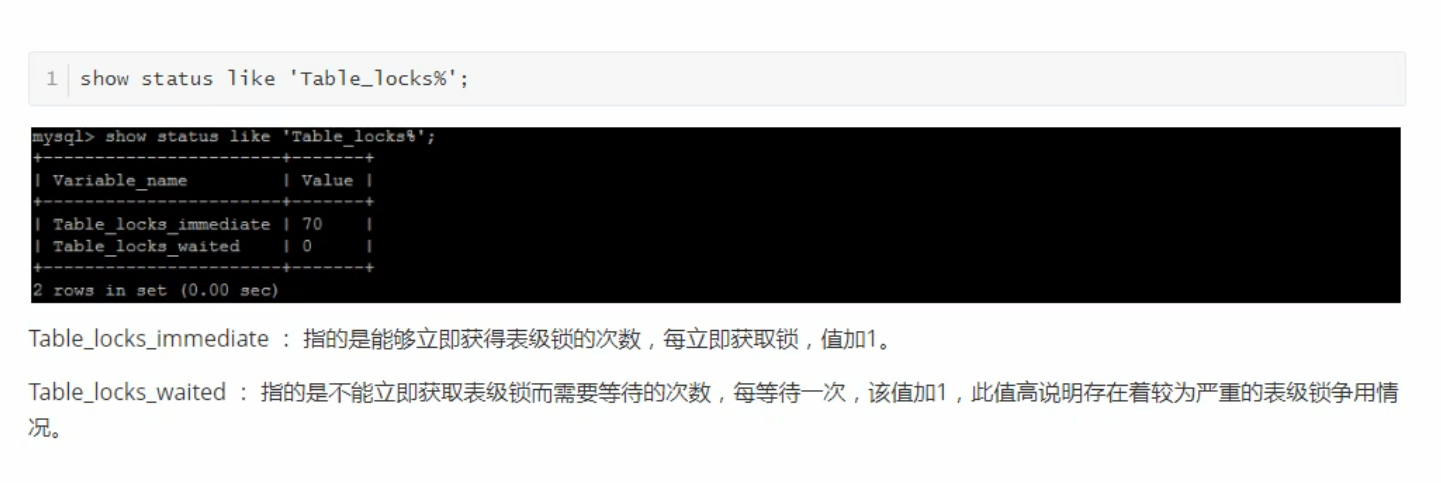 1 show status like 'Table_locks%';
mysql> show status like 'Table_locks%';
+-----------------------+-------+
| Variable_name         | Value |
+-----------------------+-------+
| Table_locks_immediate | 70    |
| Table_locks_waited    | 0     |
+-----------------------+-------+
2 rows in set (0.00 sec)
Table_locks_immediate ： 指的是能够立即获得表级锁的次数，每立即获取锁，值加1。
Table_locks_waited ： 指的是不能立即获取表级锁而需要等待的次数，每等待一次，该值加1，此值高说明存在着较为严重的表级锁争用情
况。